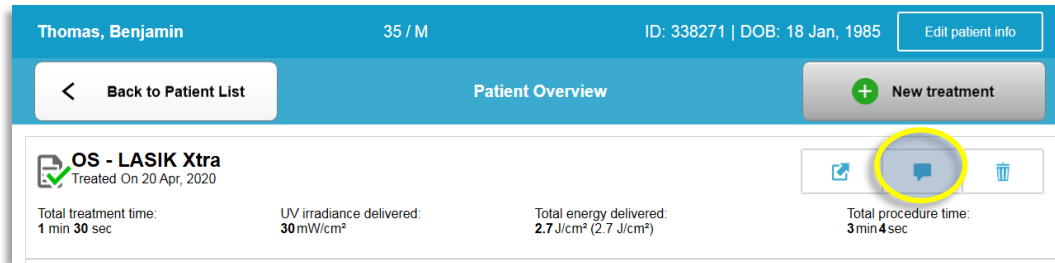 Thomas, Benjamin 35 / M ID: 338271 | DOB: 18 Jan, 1985 Edit patient info
Back to Patient List Patient Overview New treatment
OS - LASIK Xtra
Treated On 20 Apr, 2020
Total treatment time: UV irradiance delivered: Total energy delivered: Total procedure time:
1 min 30 sec 30 mW/cm² 2.7 J/cm² (2.7 J/cm²) 3 min 4 sec